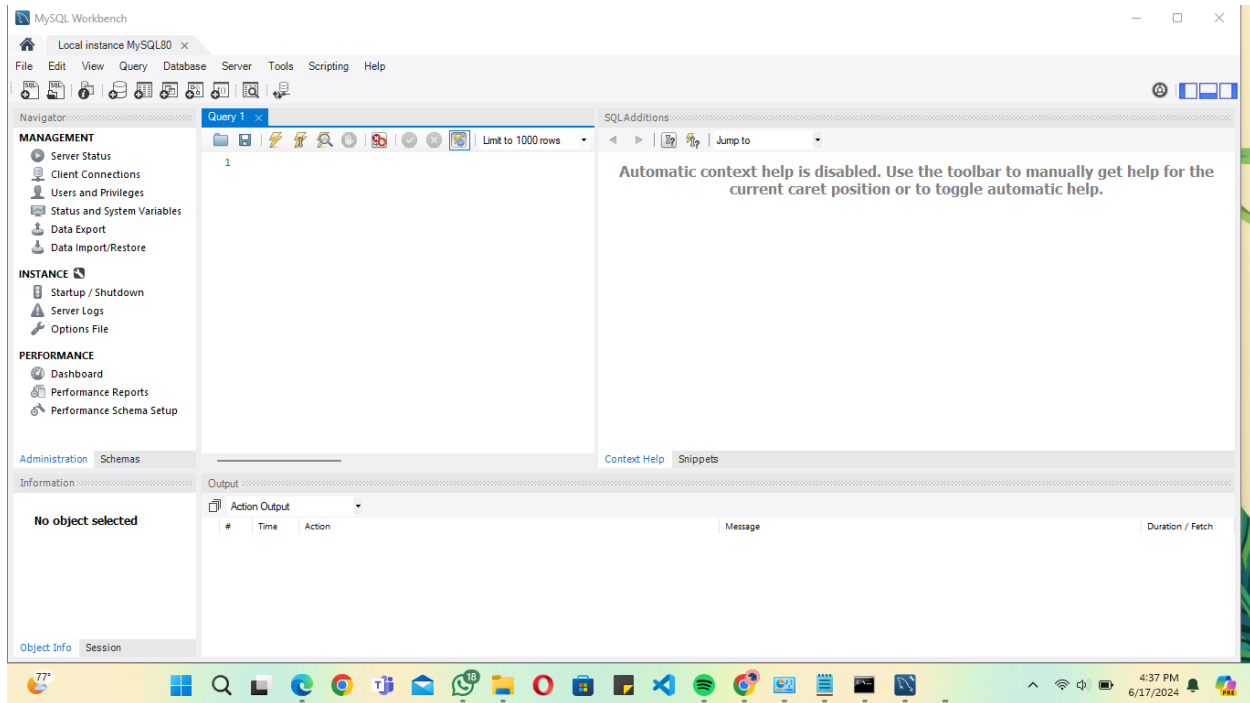 MySQL Workbench
Local instance MySQL80
File Edit View Query Database Server Tools Scripting Help
Navigator
MANAGEMENT
Server Status
Client Connections
Users and Privileges
Status and System Variables
Data Export
Data Import/Restore
INSTANCE
Startup / Shutdown
Server Logs
Options File
PERFORMANCE
Dashboard
Performance Reports
Performance Schema Setup
Administration Schemas
Query 1
Limit to 1000 rows
1
SQLAdditions
Jump to
Automatic context help is disabled. Use the toolbar to manually get help for the
current caret position or to toggle automatic help.
Context Help Snippets
Information
No object selected
Object Info Session
Output
Action Output
# Time Action Message Duration / Fetch
77°
18
4:37 PM
6/17/2024
PRE